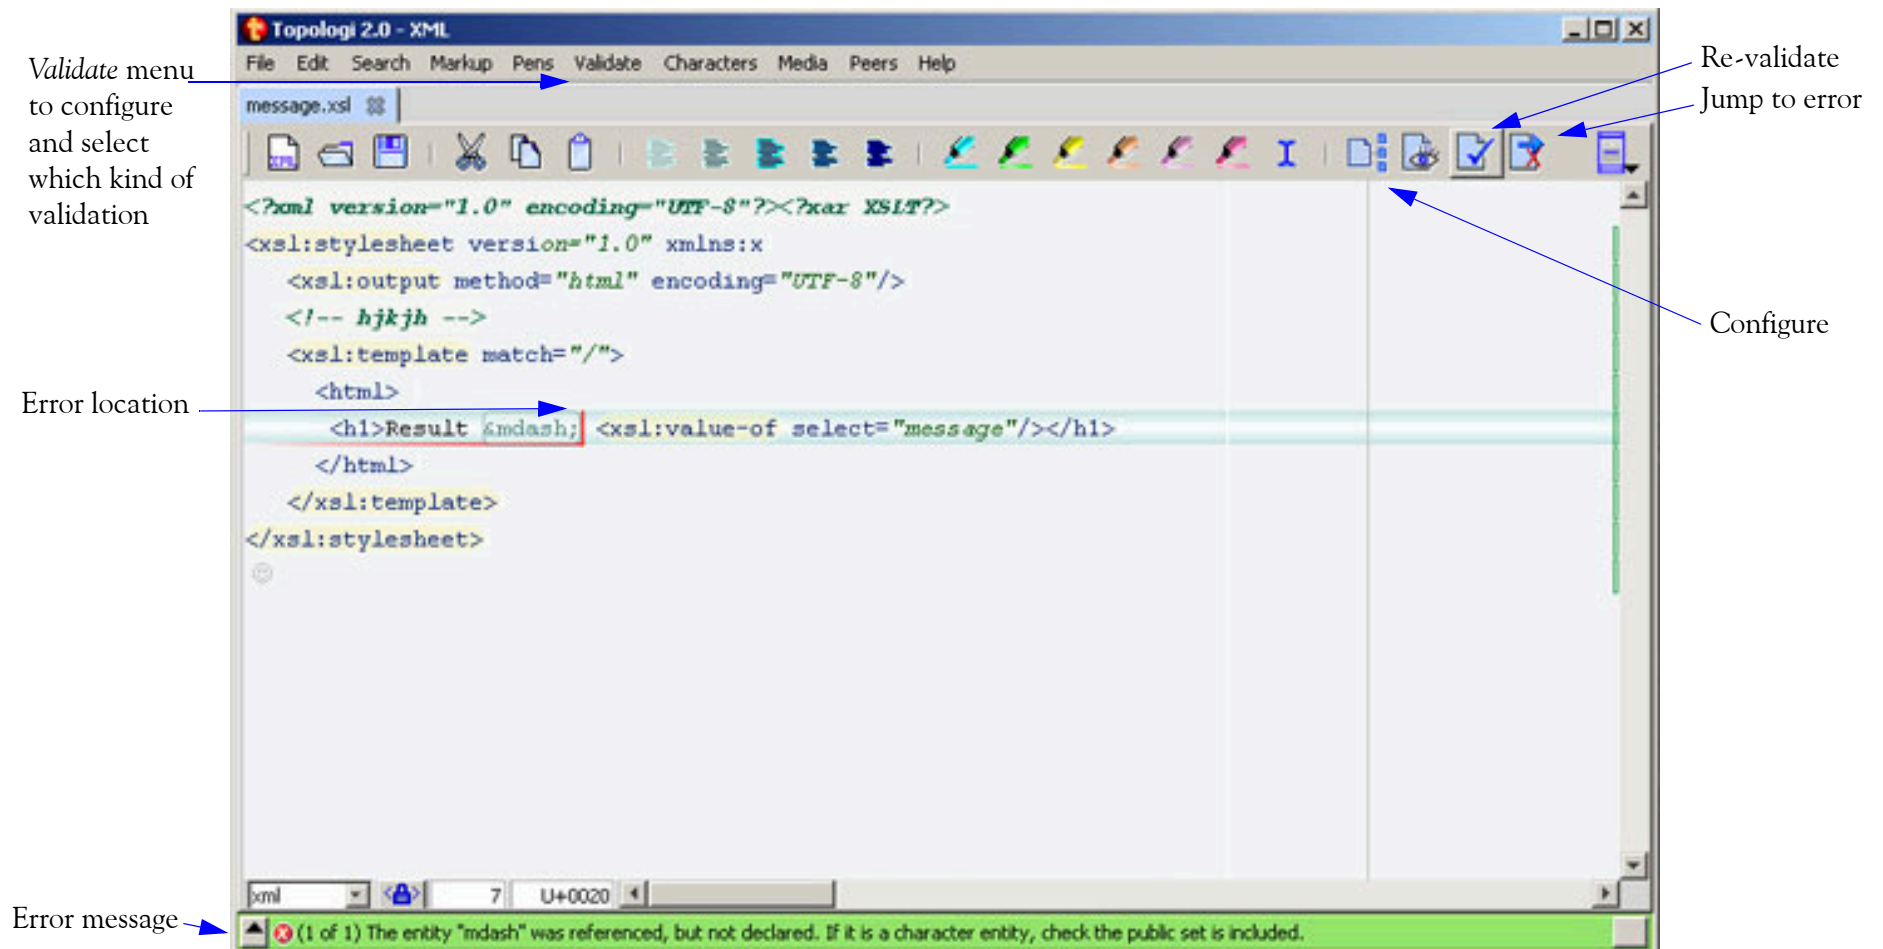 Topologi 2.0 - XML
File Edit Search Markup Pens Validate Characters Media Peers Help
message.xsl
Validate menu
to configure
and select
which kind of
validation
Re-validate
Jump to error
Configure
XML
<?xml version="1.0" encoding="UTF-8"?><?xar XSLT?>
<xsl:stylesheet version="1.0" xmlns:x
<xsl:output method="html" encoding="UTF-8"/>
<!-- hjkjh -->
<xsl:template match="/">
<html>
Error location
<h1>Result &mdash; <xsl:value-of select="message"/></h1>
</html>
</xsl:template>
</xsl:stylesheet>
xml 7 U+0020
Error message
(1 of 1) The entity "mdash" was referenced, but not declared. If it is a character entity, check the public set is included.